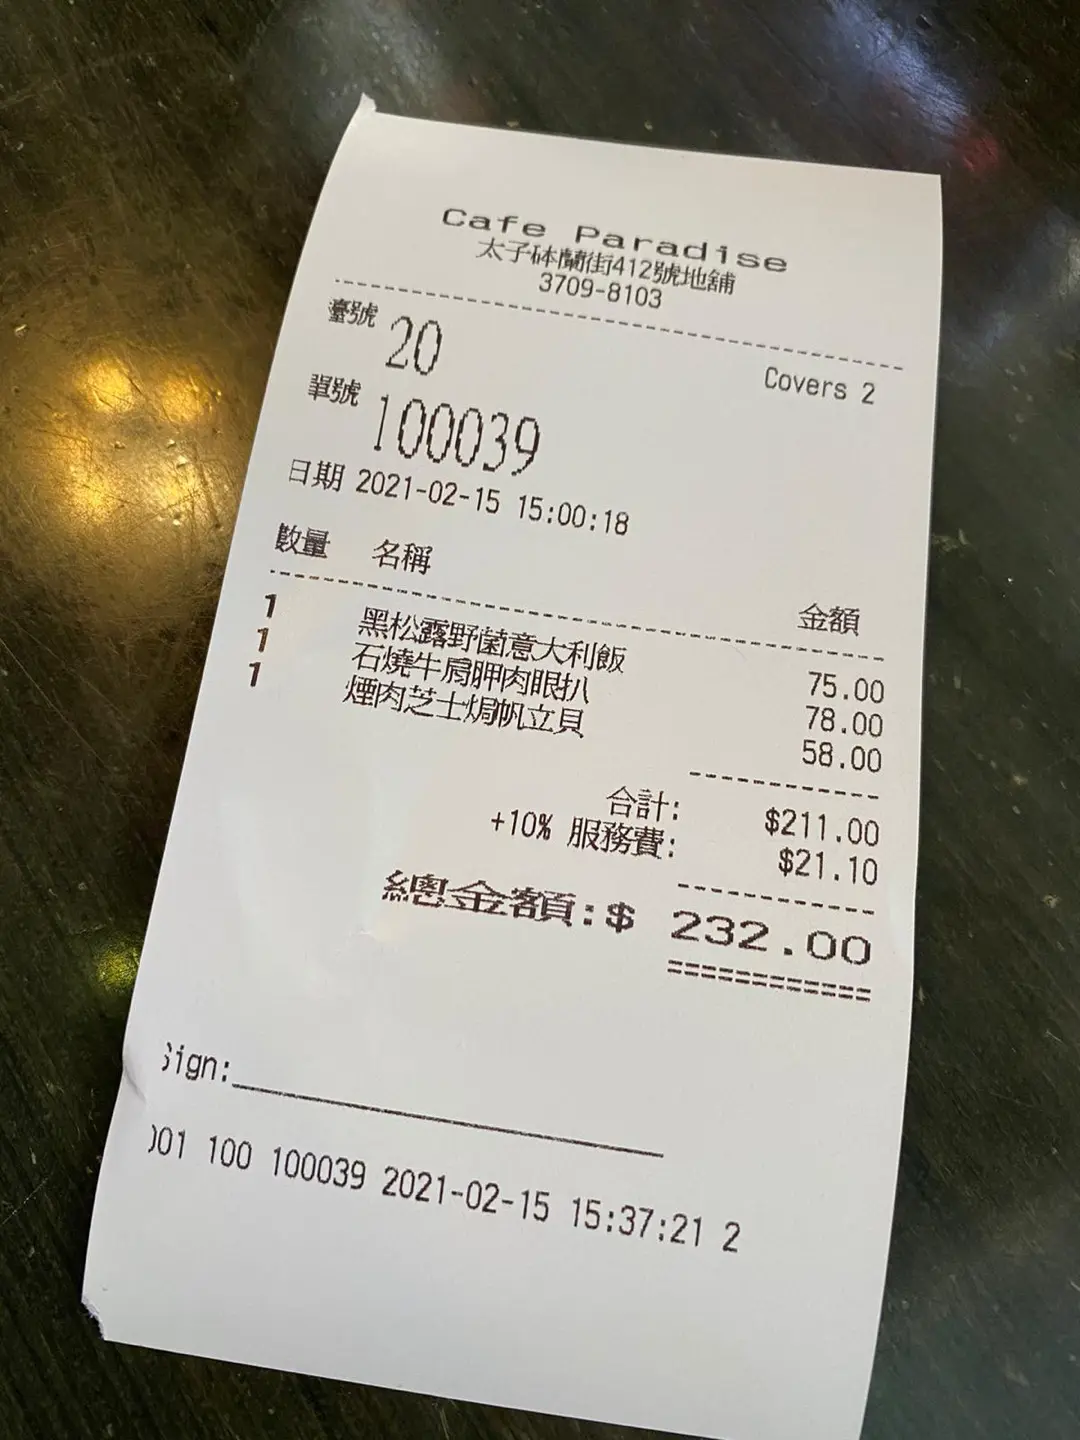 Cafe Paradise
太子砵蘭街412號地舖
3709-8103
臺號 20 Covers 2
單號 100039
日期 2021-02-15 15:00:18
數量 名稱 金額
1 黑松露野菌意大利飯 75.00
1 石燒牛肩胛肉眼扒 78.00
1 煙肉芝士焗帆立貝 58.00
合計: $211.00
+10% 服務費: $21.10
總金額:$ 232.00
============
Sign:
001 100 100039 2021-02-15 15:37:21 2